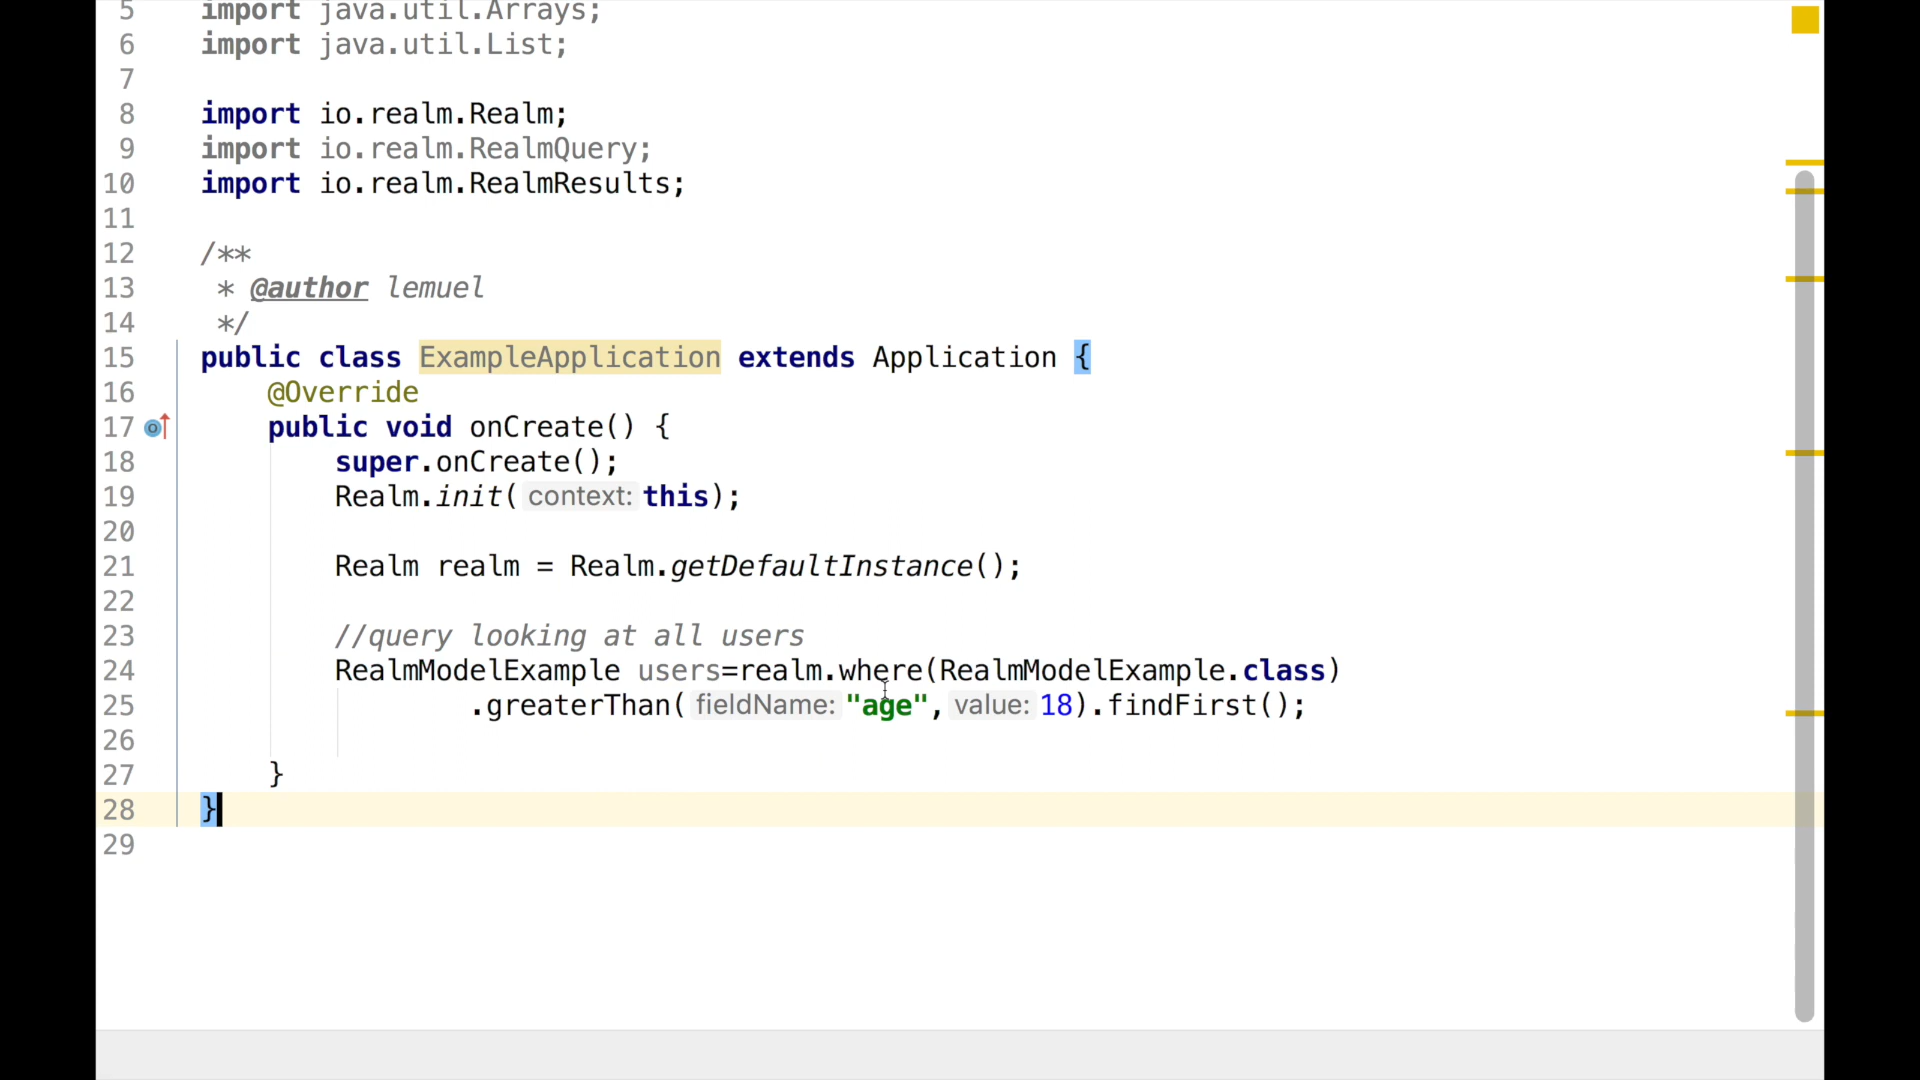 5 import java.util.Arrays;
6 import java.util.List;
7
8 import io.realm.Realm;
9 import io.realm.RealmQuery;
10 import io.realm.RealmResults;
11
12 /**
13 * @author lemuel
14 */
15 public class ExampleApplication extends Application {
16 @Override
17 public void onCreate() {
18 super.onCreate();
19 Realm.init( context: this);
20
21 Realm realm = Realm.getDefaultInstance();
22
23 //query looking at all users
24 RealmModelExample users=realm.where(RealmModelExample.class)
25 .greaterThan( fieldName: "age", value: 18).findFirst();
26
27 }
28 }
29